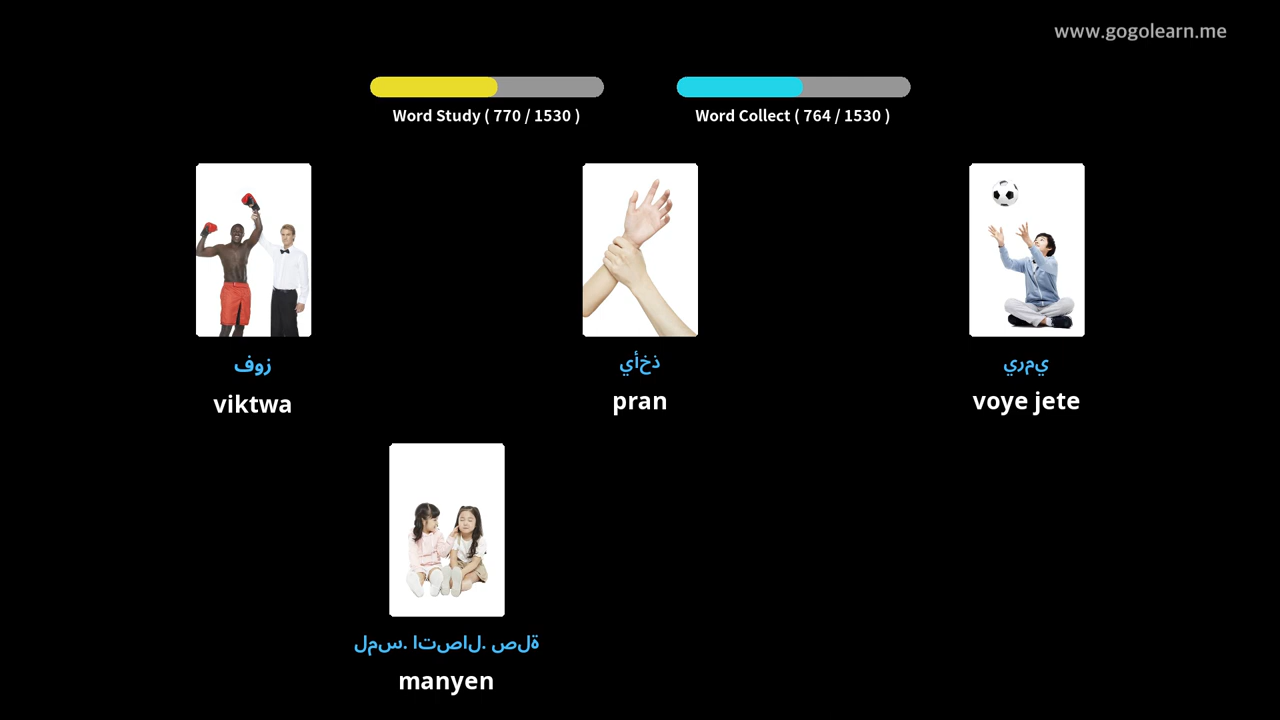 www.gogolearn.me
Word Study ( 770 / 1530 )
Word Collect ( 764 / 1530 )
فوز
viktwa
يأخذ
pran
يرمي
voye jete
لمس. اتصال. صلة
manyen